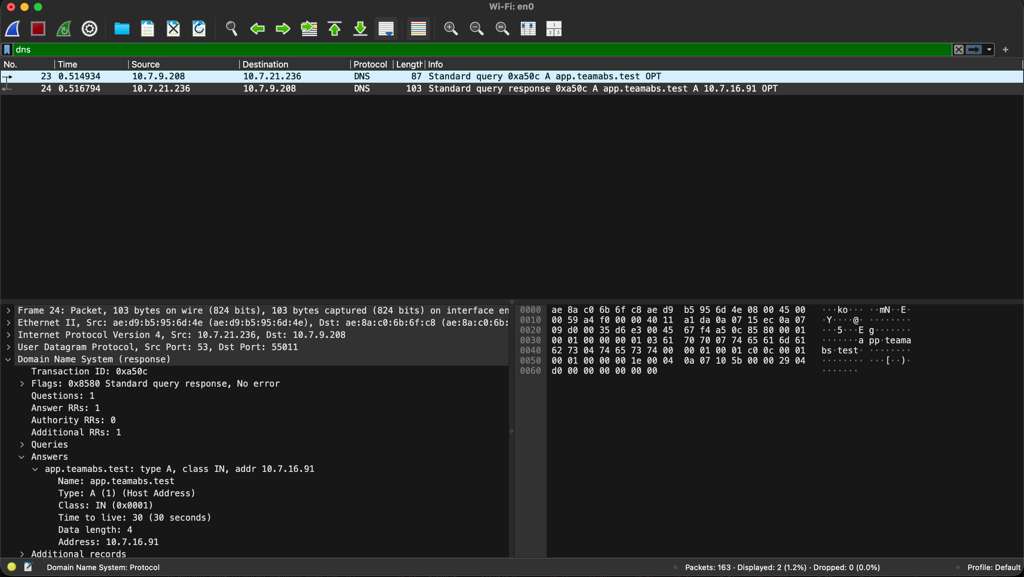 Wi-Fi: en0
dns
No. Time Source Destination Protocol Length Info
23 0.514934 10.7.9.208 10.7.21.236 DNS 87 Standard query 0xa50c A app.teamabs.test OPT
24 0.516794 10.7.21.236 10.7.9.208 DNS 103 Standard query response 0xa50c A app.teamabs.test A 10.7.16.91 OPT
Frame 24: Packet, 103 bytes on wire (824 bits), 103 bytes captured (824 bits) on interface en
Ethernet II, Src: ae:d9:b5:95:6d:4e (ae:d9:b5:95:6d:4e), Dst: ae:8a:c0:6b:6f:c8 (ae:8a:c0:6b:
Internet Protocol Version 4, Src: 10.7.21.236, Dst: 10.7.9.208
User Datagram Protocol, Src Port: 53, Dst Port: 55011
Domain Name System (response)
Transaction ID: 0xa50c
Flags: 0x8580 Standard query response, No error
Questions: 1
Answer RRs: 1
Authority RRs: 0
Additional RRs: 1
Queries
Answers
app.teamabs.test: type A, class IN, addr 10.7.16.91
Name: app.teamabs.test
Type: A (1) (Host Address)
Class: IN (0x0001)
Time to live: 30 (30 seconds)
Data length: 4
Address: 10.7.16.91
Additional records
0000 ae 8a c0 6b 6f c8 ae d9 b5 95 6d 4e 08 00 45 00 ···ko··· ··mN··E·
0010 00 59 a4 f0 00 00 40 11 a1 da 0a 07 15 ec 0a 07 ·Y····@· ········
0020 09 d0 00 35 d6 e3 00 45 67 f4 a5 0c 85 80 00 01 ···5···E g·······
0030 00 01 00 00 00 01 03 61 70 70 07 74 65 61 6d 61 ·······a pp·teama
0040 62 73 04 74 65 73 74 00 00 01 00 01 c0 0c 00 01 bs·test· ········
0050 00 01 00 00 00 1e 00 04 0a 07 10 5b 00 00 29 04 ········ ···[··)·
0060 d0 00 00 00 00 00 00 ·······
Domain Name System: Protocol
Packets: 163 · Displayed: 2 (1.2%) · Dropped: 0 (0.0%)
Profile: Default